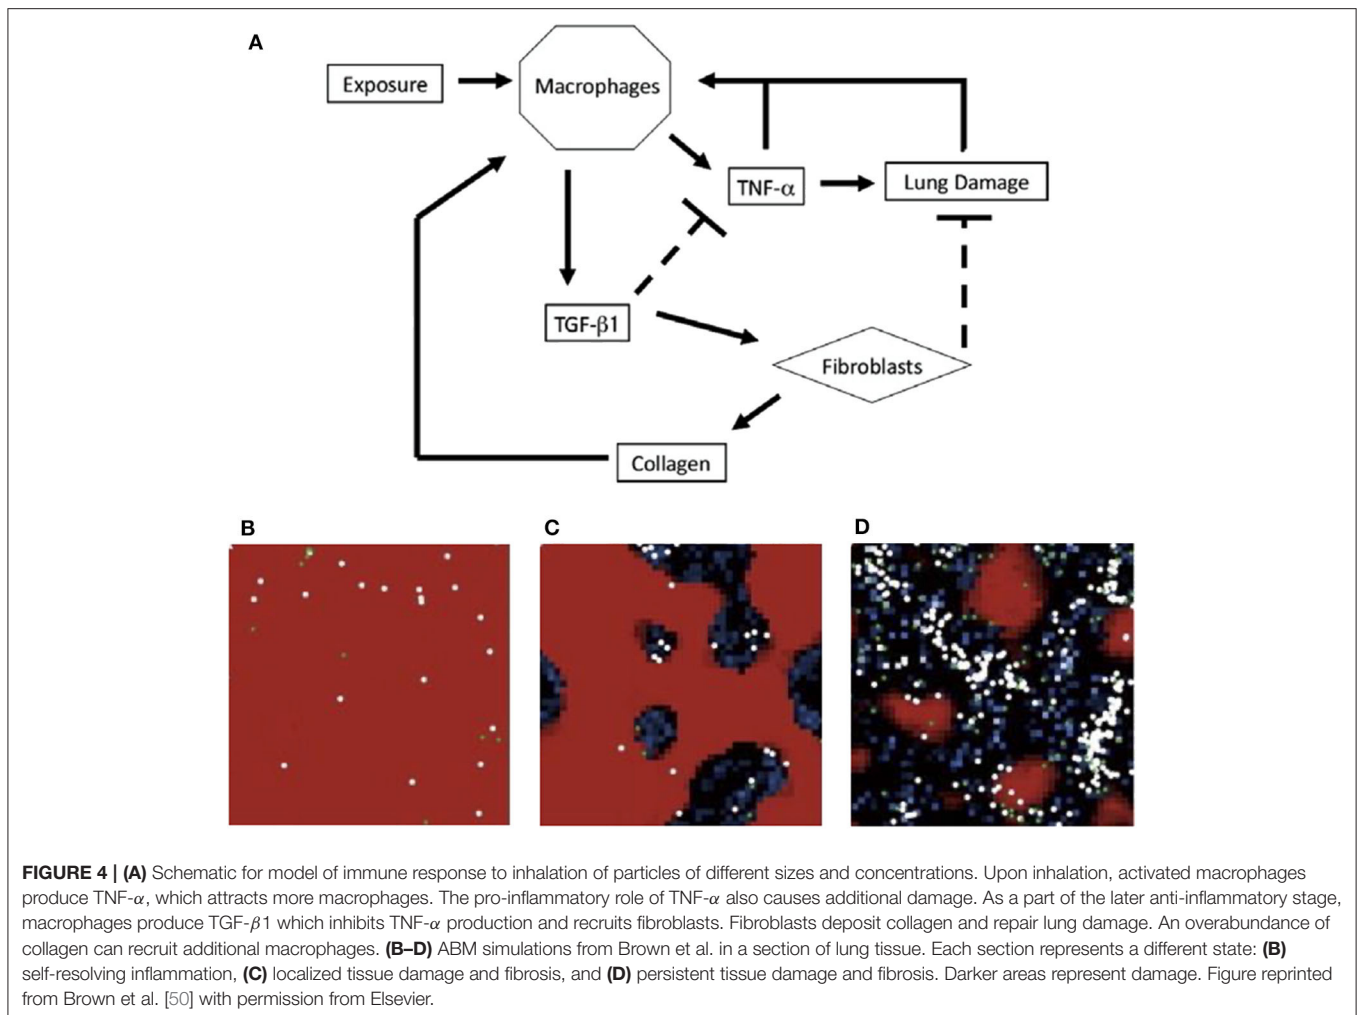 A
Exposure
Macrophages
TNF-α
Lung Damage
TGF-β1
Fibroblasts
Collagen
B
C
D
FIGURE 4 | (A) Schematic for model of immune response to inhalation of particles of different sizes and concentrations. Upon inhalation, activated macrophages
produce TNF-α, which attracts more macrophages. The pro-inflammatory role of TNF-α also causes additional damage. As a part of the later anti-inflammatory stage,
macrophages produce TGF-β1 which inhibits TNF-α production and recruits fibroblasts. Fibroblasts deposit collagen and repair lung damage. An overabundance of
collagen can recruit additional macrophages. (B–D) ABM simulations from Brown et al. in a section of lung tissue. Each section represents a different state: (B)
self-resolving inflammation, (C) localized tissue damage and fibrosis, and (D) persistent tissue damage and fibrosis. Darker areas represent damage. Figure reprinted
from Brown et al. [50] with permission from Elsevier.